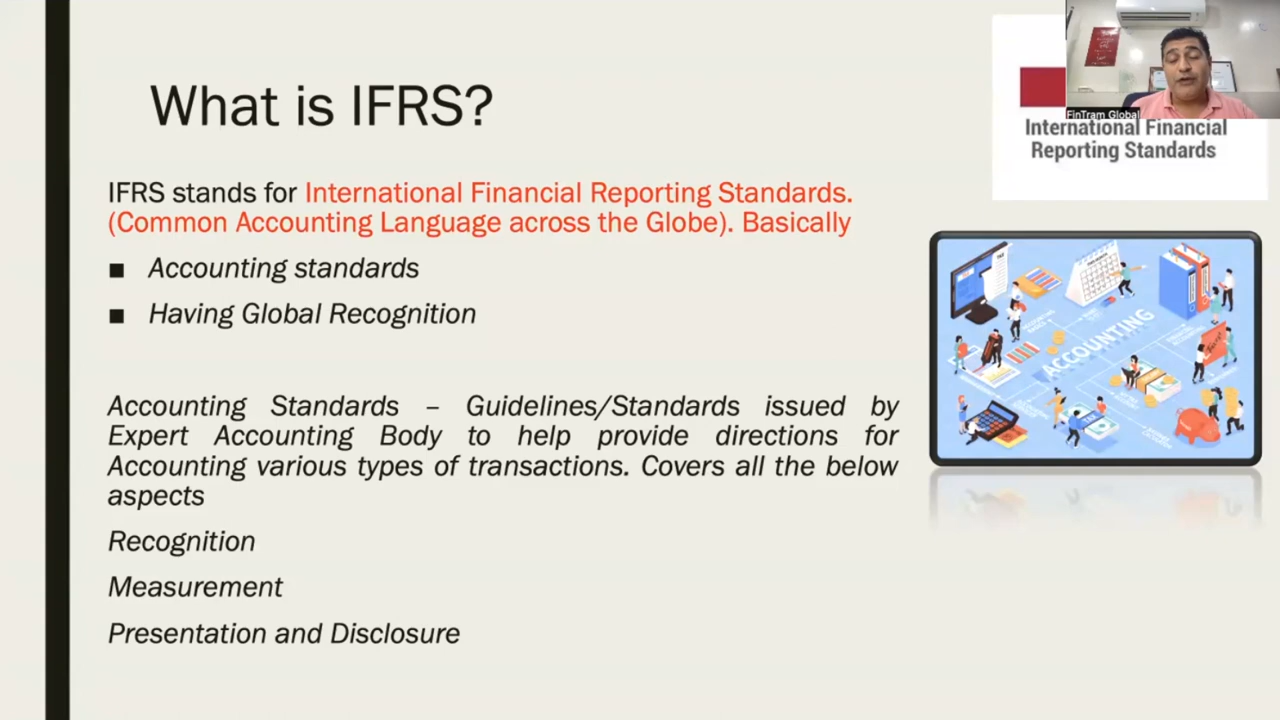 What is IFRS?
IFRS stands for International Financial Reporting Standards.
(Common Accounting Language across the Globe). Basically
■ Accounting standards
■ Having Global Recognition
Accounting Standards – Guidelines/Standards issued by
Expert Accounting Body to help provide directions for
Accounting various types of transactions. Covers all the below
aspects
Recognition
Measurement
Presentation and Disclosure
FinTram Global
International Financial
Reporting Standards
ACCOUNTING